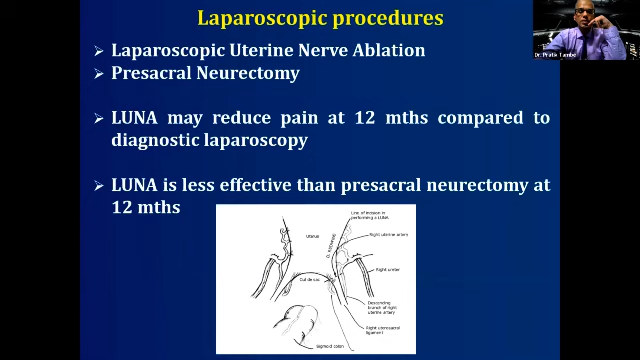 Laparoscopic procedures
Dr. Pratik Tambe
➢ Laparoscopic Uterine Nerve Ablation
➢ Presacral Neurectomy
➢ LUNA may reduce pain at 12 mths compared to
diagnostic laparoscopy
➢ LUNA is less effective than presacral neurectomy at
12 mths
Line of incision in
performing a LUNA
Uterus
Right uterine artery
Right ureter
Cul de sac
Descending
branch of right
uterine artery
Right uterosacral
ligament
Sigmoid colon